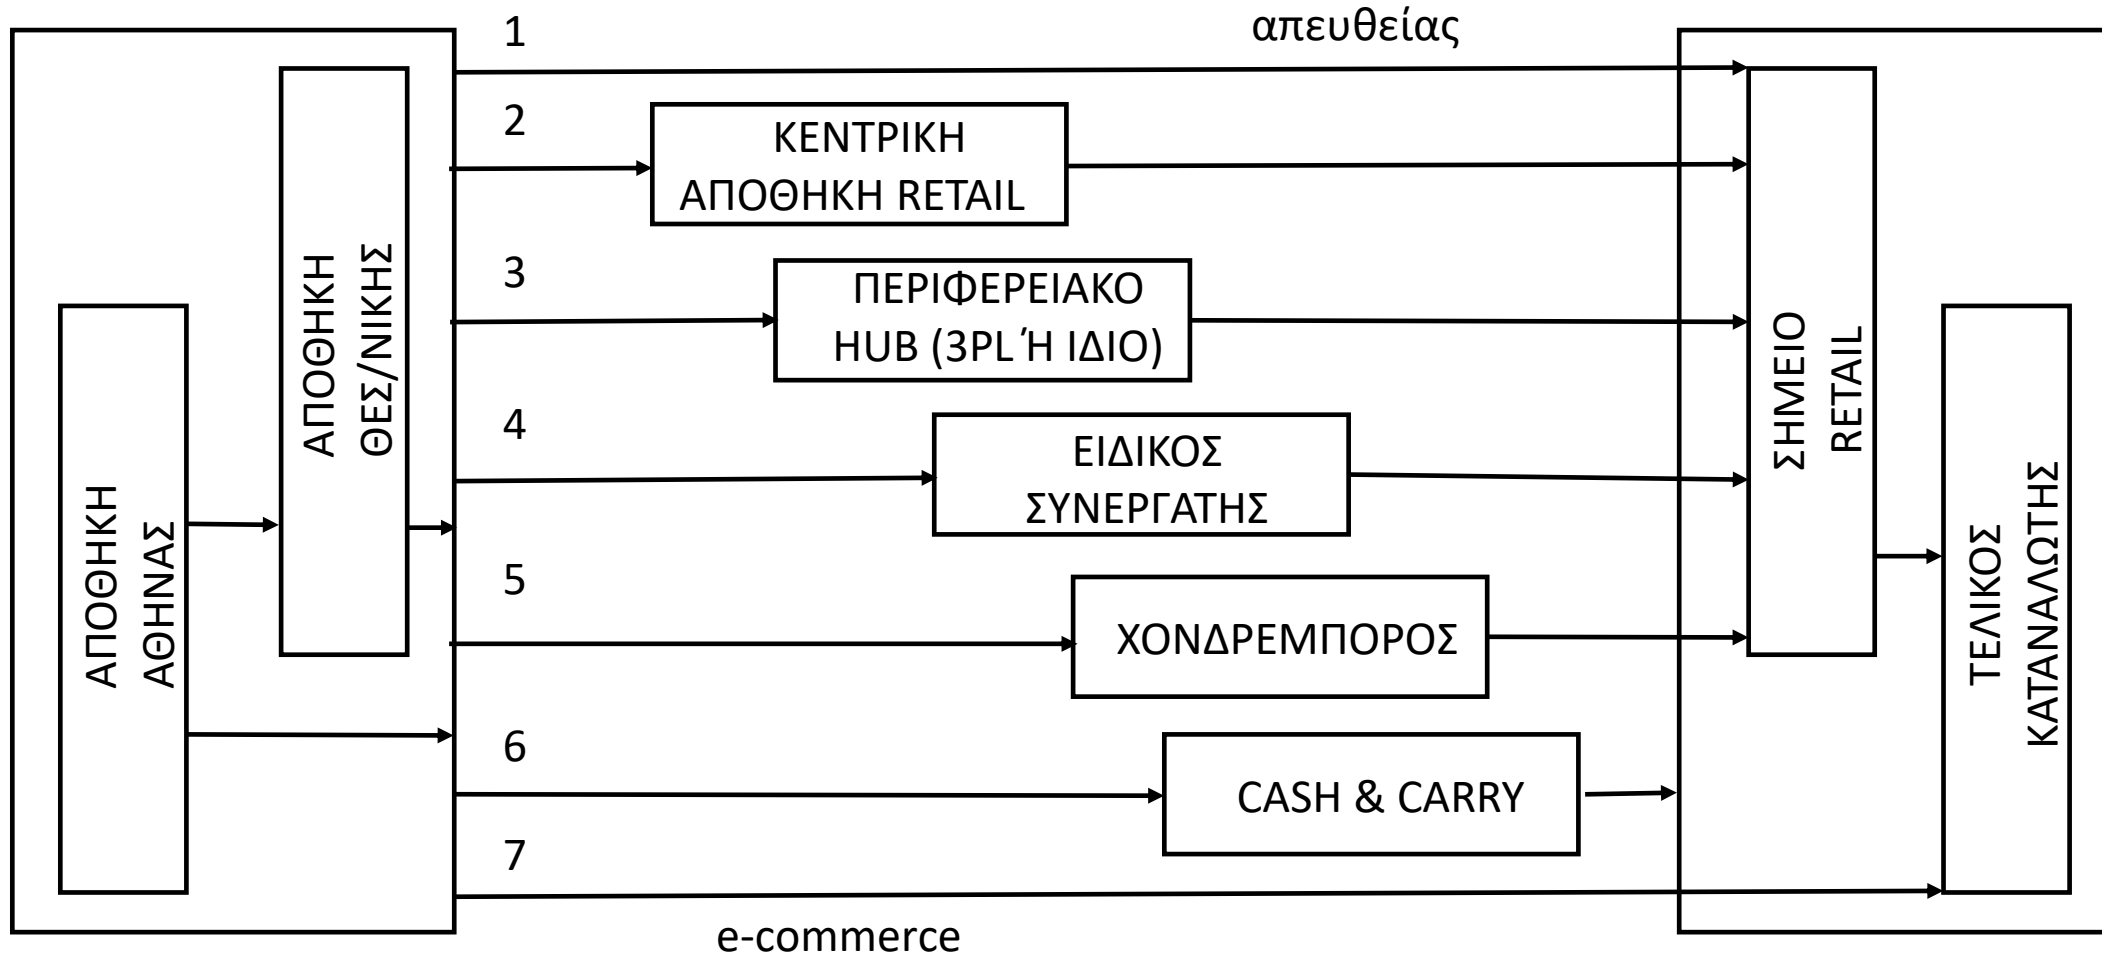 1
απευθείας
2
ΚΕΝΤΡΙΚΗ
ΑΠΟΘΗΚΗ RETAIL
3
ΠΕΡΙΦΕΡΕΙΑΚΟ
HUB (3PL Ή ΙΔΙΟ)
4
ΕΙΔΙΚΟΣ
ΣΥΝΕΡΓΑΤΗΣ
5
ΧΟΝΔΡΕΜΠΟΡΟΣ
6
CASH & CARRY
7
e-commerce
ΑΠΟΘΗΚΗ
ΑΘΗΝΑΣ
ΑΠΟΘΗΚΗ
ΘΕΣ/ΝΙΚΗΣ
ΣΗΜΕΙΟ
RETAIL
ΤΕΛΙΚΟΣ
ΚΑΤΑΝΑΛΩΤΗΣ